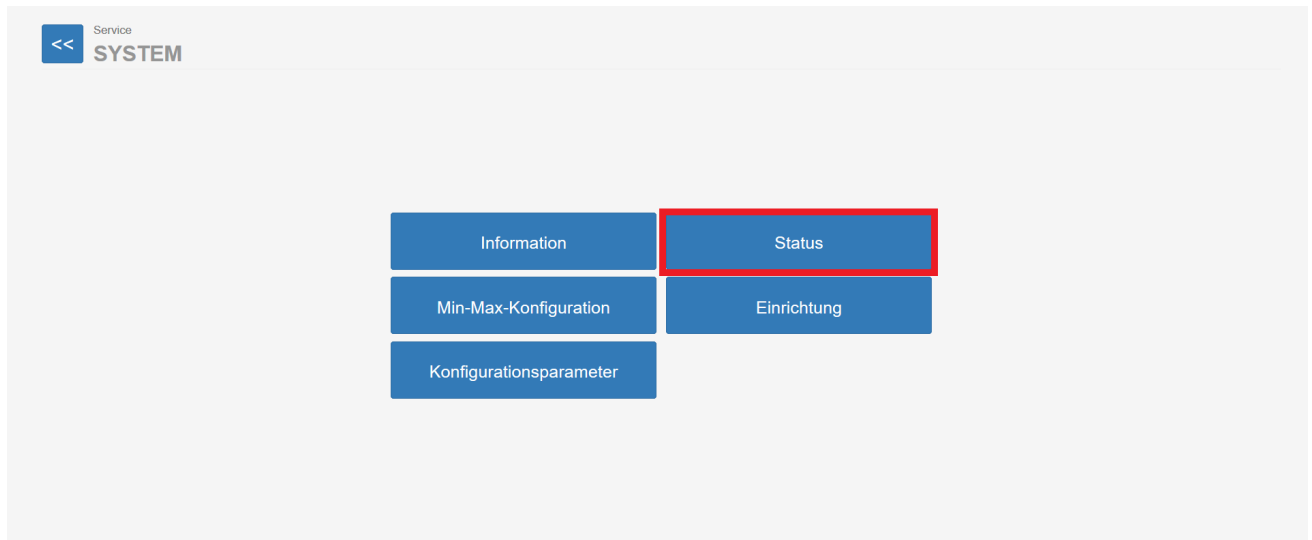 <<
Service
SYSTEM
Information
Status
Min-Max-Konfiguration
Einrichtung
Konfigurationsparameter